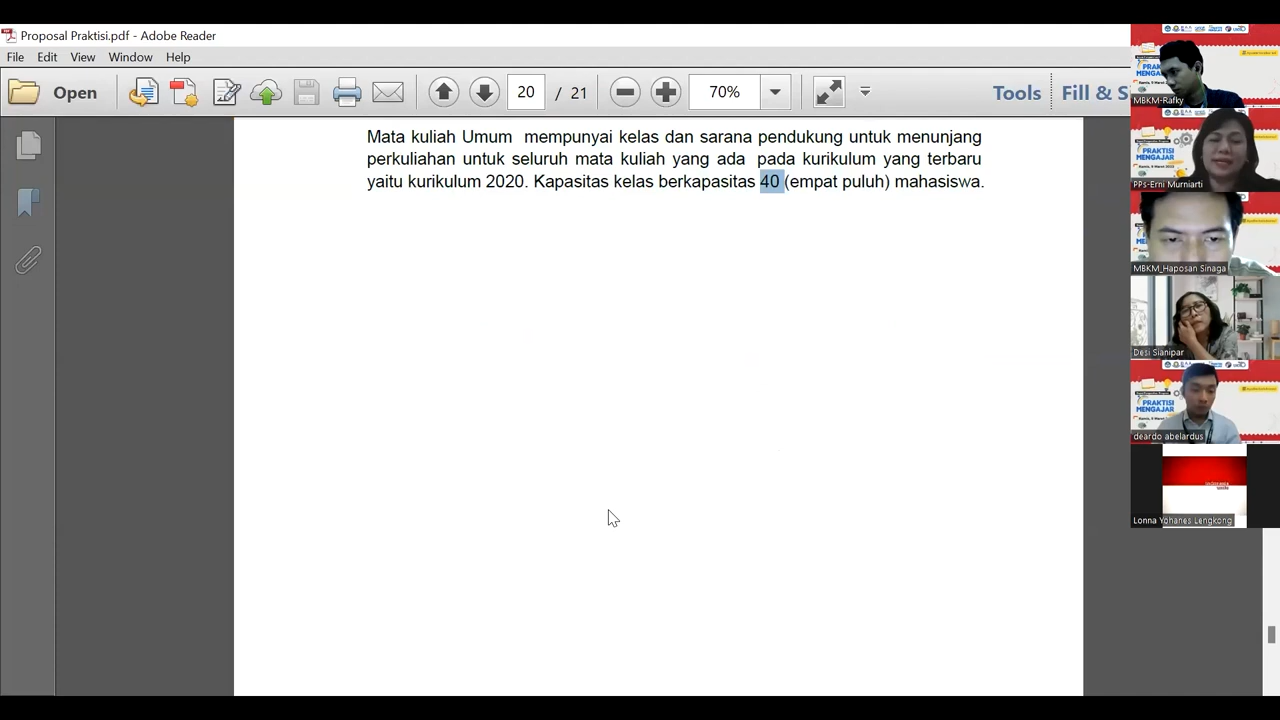 Proposal Praktisi.pdf - Adobe Reader
File Edit View Window Help
Open 20 / 21 70% Tools Fill & S
Mata kuliah Umum mempunyai kelas dan sarana pendukung untuk menunjang
perkuliahan untuk seluruh mata kuliah yang ada pada kurikulum yang terbaru
yaitu kurikulum 2020. Kapasitas kelas berkapasitas 40 (empat puluh) mahasiswa.
MBKM-Rafky
MENGAJAR
PPs-Erni Murniarti
MBKM_Haposan Sinaga
Desi Sianipar
PRAKTISI
MENGAJAR
deardo abelardus
Lonna Yohanes Lengkong